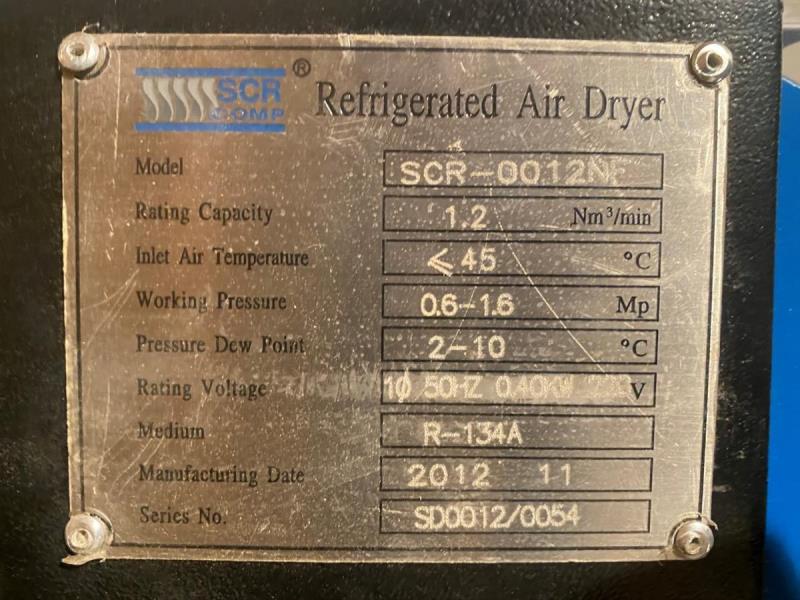 SCR
COMP
®
Refrigerated Air Dryer
Model SCR-0012NF
Rating Capacity 1.2 Nm³/min
Inlet Air Temperature ≤45 °C
Working Pressure 0.6-1.6 Mp
Pressure Dew Point 2-10 °C
Rating Voltage 1ϕ 50HZ 0.40KW V
Medium R-134A
Manufacturing Date 2012 11
Series No. SD0012/0054